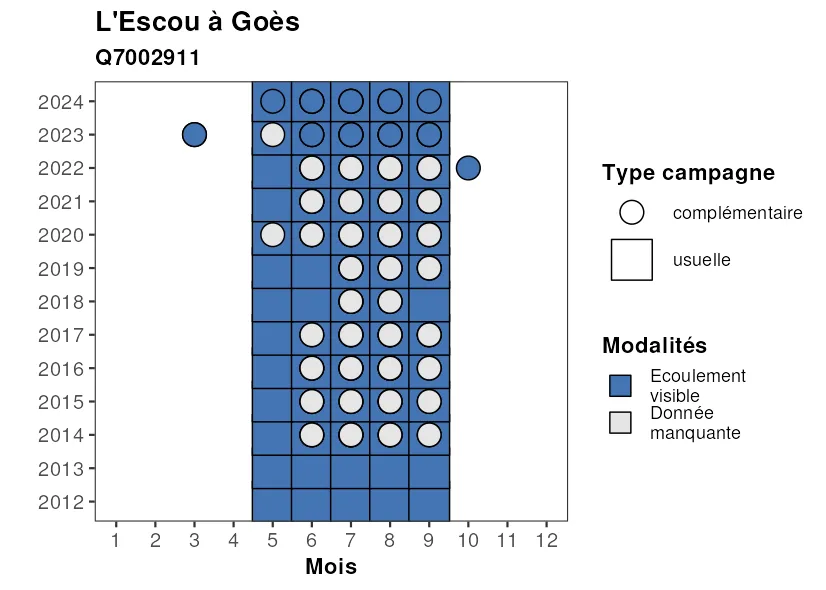 L'Escou à Goès
Q7002911
2024
2023
2022
2021
2020
2019
2018
2017
2016
2015
2014
2013
2012
1 2 3 4 5 6 7 8 9 10 11 12
Mois
Type campagne
complémentaire
usuelle
Modalités
Ecoulement
visible
Donnée
manquante